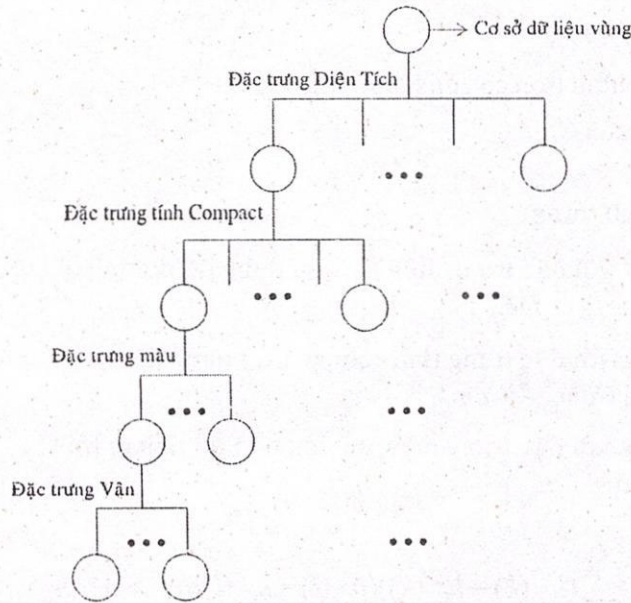 Cơ sở dữ liệu vùng
Đặc trưng Diện Tích
Đặc trưng tính Compact
Đặc trưng màu
Đặc trưng Vân